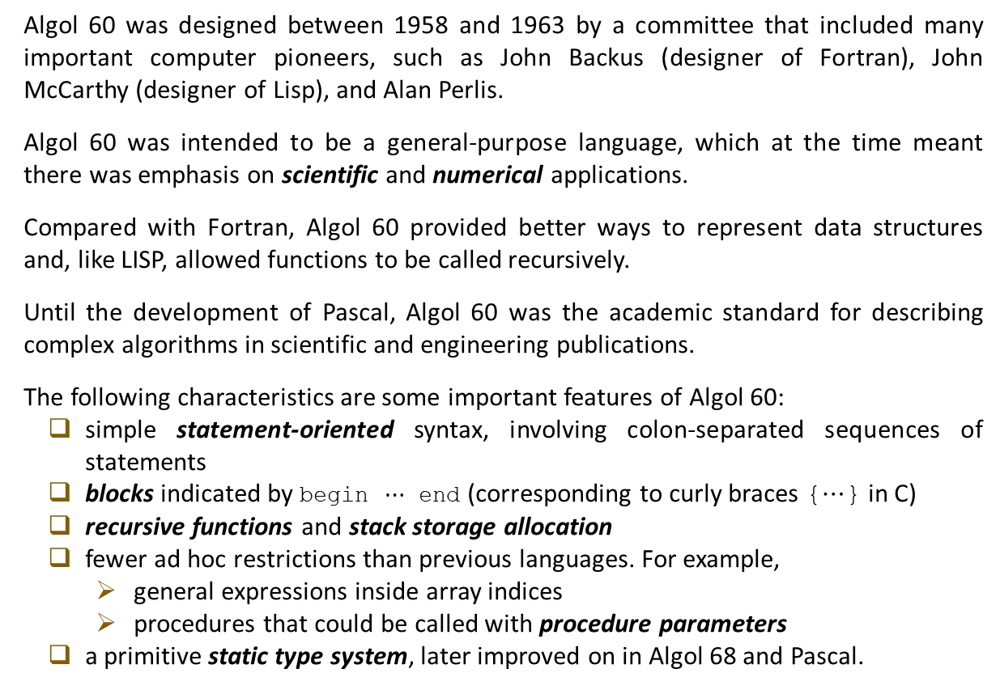 Algol 60 was designed between 1958 and 1963 by a committee that included many
important computer pioneers, such as John Backus (designer of Fortran), John
McCarthy (designer of Lisp), and Alan Perlis.
Algol 60 was intended to be a general-purpose language, which at the time meant
there was emphasis on scientific and numerical applications.
Compared with Fortran, Algol 60 provided better ways to represent data structures
and, like LISP, allowed functions to be called recursively.
Until the development of Pascal, Algol 60 was the academic standard for describing
complex algorithms in scientific and engineering publications.
The following characteristics are some important features of Algol 60:
❑ simple statement-oriented syntax, involving colon-separated sequences of
statements
❑ blocks indicated by begin ⋯ end (corresponding to curly braces {⋯} in C)
❑ recursive functions and stack storage allocation
❑ fewer ad hoc restrictions than previous languages. For example,
➢ general expressions inside array indices
➢ procedures that could be called with procedure parameters
❑ a primitive static type system, later improved on in Algol 68 and Pascal.